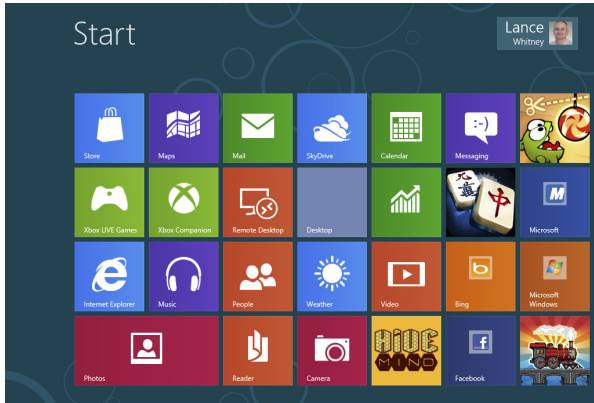 Start
Lance
Whitney
Store
Maps
Mail
SkyDrive
Calendar
Messaging
:-)
Xbox LIVE Games
Xbox Companion
Remote Desktop
Desktop
中
M
Microsoft
Internet Explorer
Music
People
Weather
Video
b
Bing
Microsoft
Windows
Photos
Reader
Camera
HIVE
MIND
f
Facebook